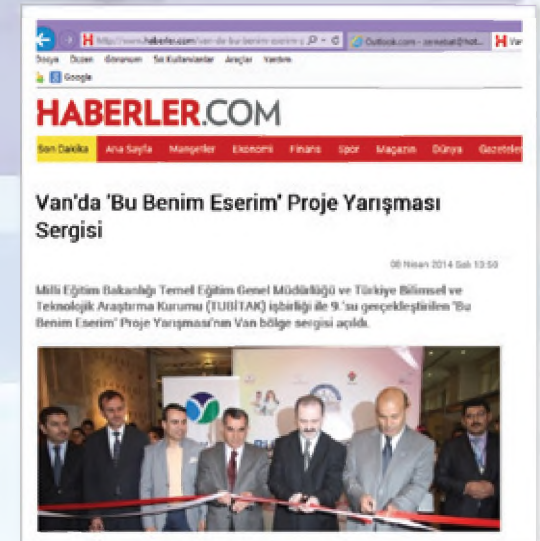 http://www.haberler.com/van-da-bu-benim-eserim-p
Outlook.com - zerrebat@hot...
Dosya Düzen Görünüm Sık Kullanılanlar Araçlar Yardım
Google
HABERLER.COM
Son Dakika Ana Sayfa Manşetler Ekonomi Finans Spor Magazin Dünya Gazeteler
Van'da 'Bu Benim Eserim' Proje Yarışması
Sergisi
08 Nisan 2014 Salı 13:50
Milli Eğitim Bakanlığı Temel Eğitim Genel Müdürlüğü ve Türkiye Bilimsel ve
Teknolojik Araştırma Kurumu (TUBİTAK) işbirliği ile 9.'su gerçekleştirilen 'Bu
Benim Eserim' Proje Yarışması'nın Van bölge sergisi açıldı.